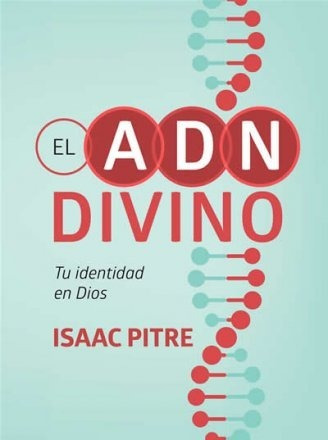 EL ADN
DIVINO
Tu identidad
en Dios
ISAAC PITRE